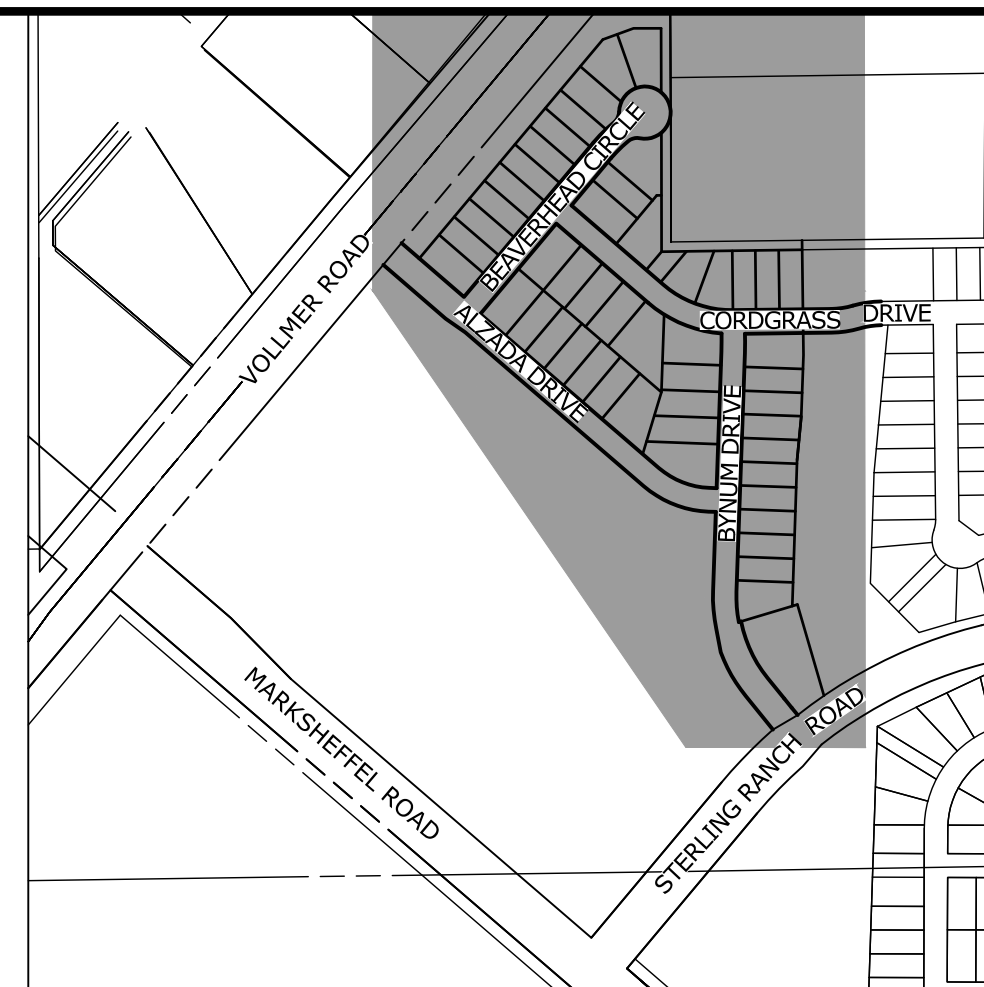 BEAVERHEAD CIRCLE
VOLLMER ROAD
ALZADA DRIVE
CORDGRASS DRIVE
BYNUM DRIVE
MARKSHEFFEL ROAD
STERLING RANCH ROAD